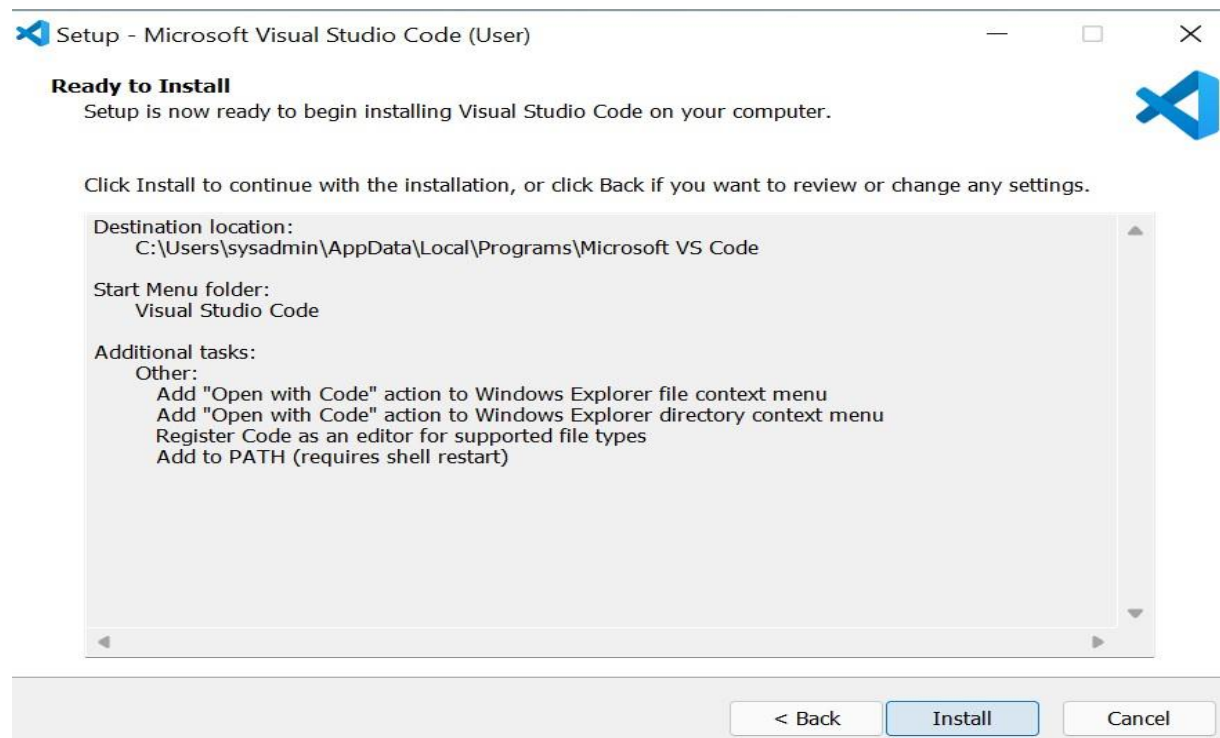 Setup - Microsoft Visual Studio Code (User)
Ready to Install
Setup is now ready to begin installing Visual Studio Code on your computer.
Click Install to continue with the installation, or click Back if you want to review or change any settings.
Destination location:
C:\Users\sysadmin\AppData\Local\Programs\Microsoft VS Code
Start Menu folder:
Visual Studio Code
Additional tasks:
Other:
Add "Open with Code" action to Windows Explorer file context menu
Add "Open with Code" action to Windows Explorer directory context menu
Register Code as an editor for supported file types
Add to PATH (requires shell restart)
< Back Install Cancel